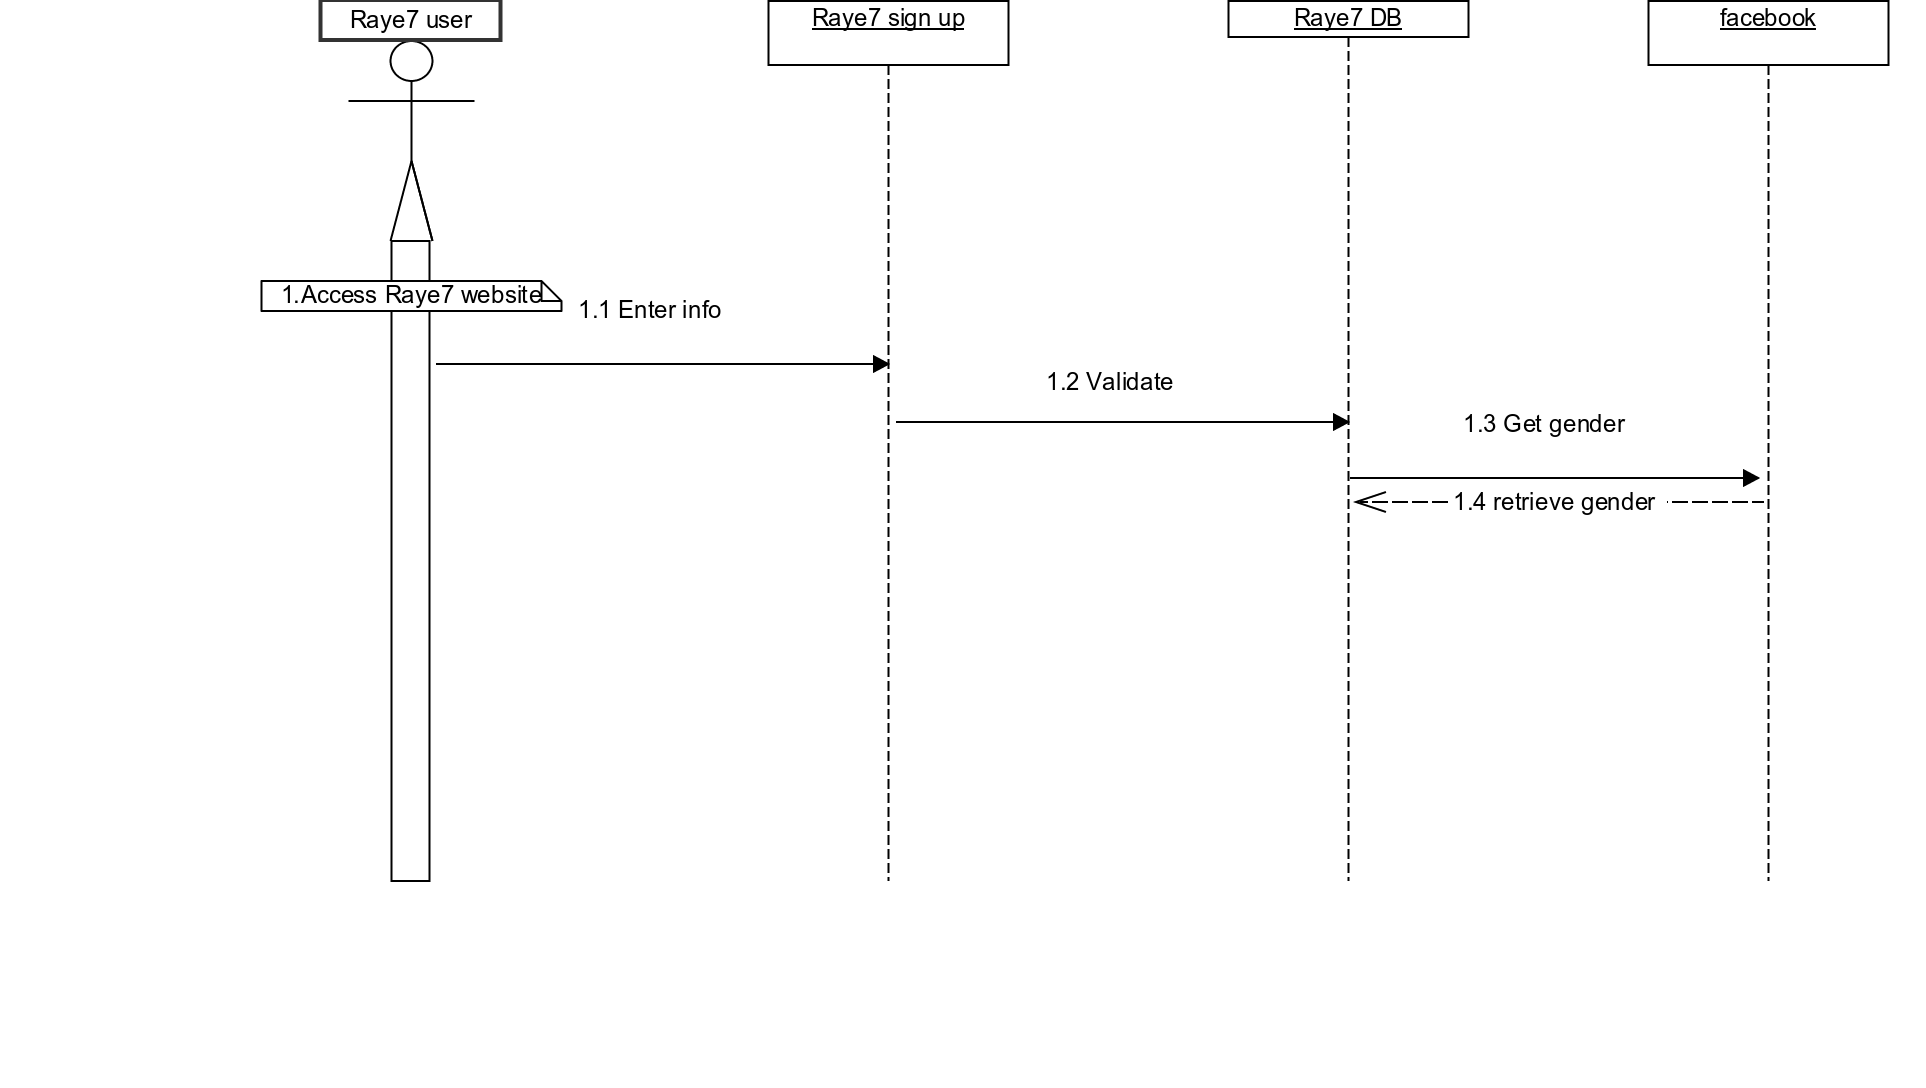 Raye7 user
Raye7 sign up
Raye7 DB
facebook
1.Access Raye7 website
1.1 Enter info
1.2 Validate
1.3 Get gender
1.4 retrieve gender